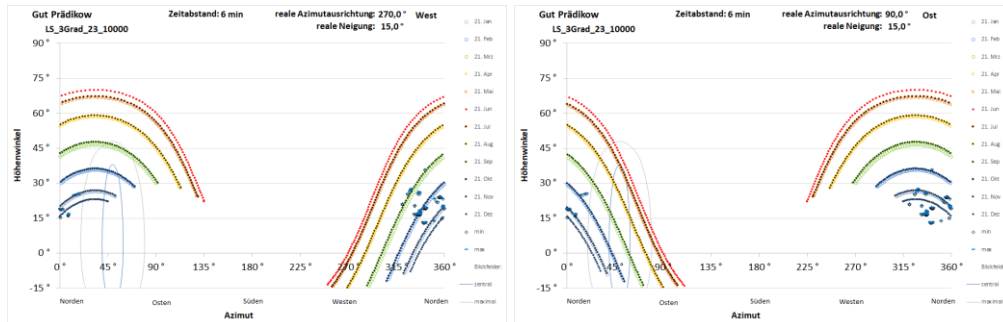 Gut Prädikow
Zeitabstand: 6 min
reale Azimutausrichtung: 270,0 ° West
LS_3Grad_23_10000
reale Neigung: 15,0 °
90 °
75 °
60 °
45 °
30 °
15 °
0 °
-15 °
Höhenwinkel
0 ° 45 ° 90 ° 135 ° 225 ° 270 ° 315 ° 360 °
Norden Osten Süden Westen Norden
Azimut
21. Jan
21. Feb
21. Mrz
21. Apr
21. Mai
21. Jun
21. Jul
21. Aug
21. Sep
21. Okt
21. Nov
21. Dez
min
max
Blickfelder:
central
maximal
Gut Prädikow
Zeitabstand: 6 min
reale Azimutausrichtung: 90,0 ° Ost
LS_3Grad_23_10000
reale Neigung: 15,0 °
90 °
75 °
60 °
45 °
30 °
15 °
0 °
-15 °
Höhenwinkel
0 ° 45 ° 135 ° 225 ° 270 ° 315 ° 360 °
Norden Osten Süden Westen Norden
Azimut
21. Jan
21. Feb
21. Mrz
21. Apr
21. Mai
21. Jun
21. Jul
21. Aug
21. Sep
21. Okt
21. Nov
21. Dez
min
max
Blickfelder:
central
maximal